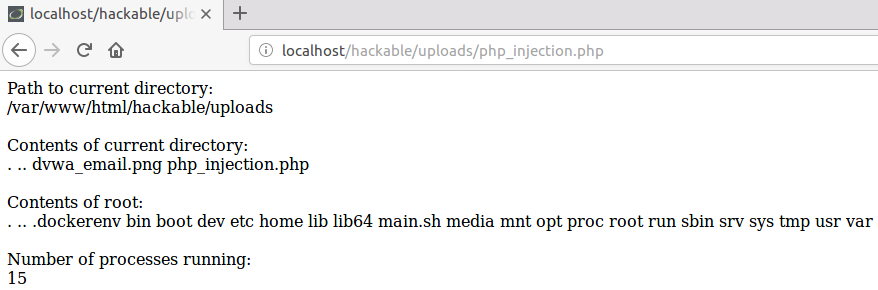 localhost/hackable/uplo
localhost/hackable/uploads/php_injection.php
Path to current directory:
/var/www/html/hackable/uploads
Contents of current directory:
. .. dvwa_email.png php_injection.php
Contents of root:
. .. .dockerenv bin boot dev etc home lib lib64 main.sh media mnt opt proc root run sbin srv sys tmp usr var
Number of processes running:
15